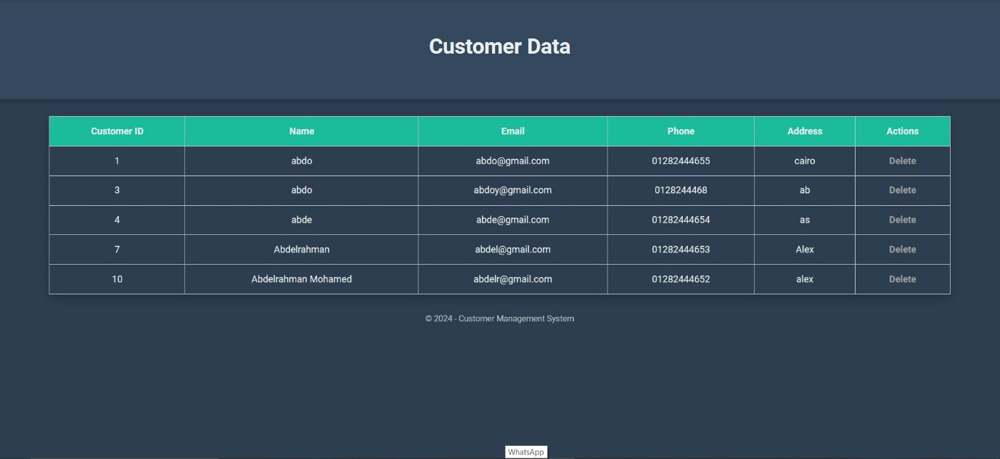 Customer Data
Customer ID Name Email Phone Address Actions
1 abdo abdo@gmail.com 01282444655 cairo Delete
3 abdo abdoy@gmail.com 0128244468 ab Delete
4 abde abde@gmail.com 01282444654 as Delete
7 Abdelrahman abdel@gmail.com 01282444653 Alex Delete
10 Abdelrahman Mohamed abdelr@gmail.com 01282444652 alex Delete
© 2024 - Customer Management System
WhatsApp